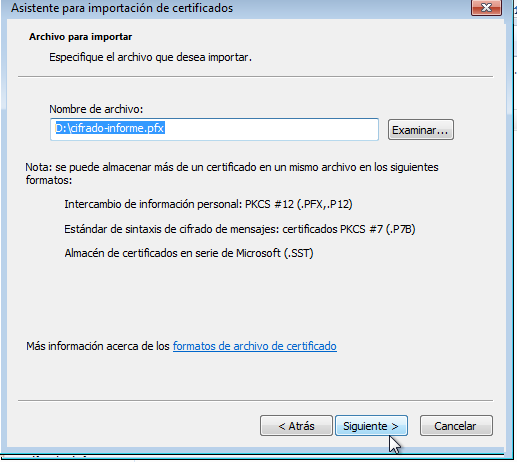 Asistente para importación de certificados
Archivo para importar
Especifique el archivo que desea importar.
Nombre de archivo:
D:\cifrado-informe.pfx
Examinar...
Nota: se puede almacenar más de un certificado en un mismo archivo en los siguientes
formatos:
Intercambio de información personal: PKCS #12 (.PFX,.P12)
Estándar de sintaxis de cifrado de mensajes: certificados PKCS #7 (.P7B)
Almacén de certificados en serie de Microsoft (.SST)
Más información acerca de los formatos de archivo de certificado
< Atrás
Siguiente >
Cancelar